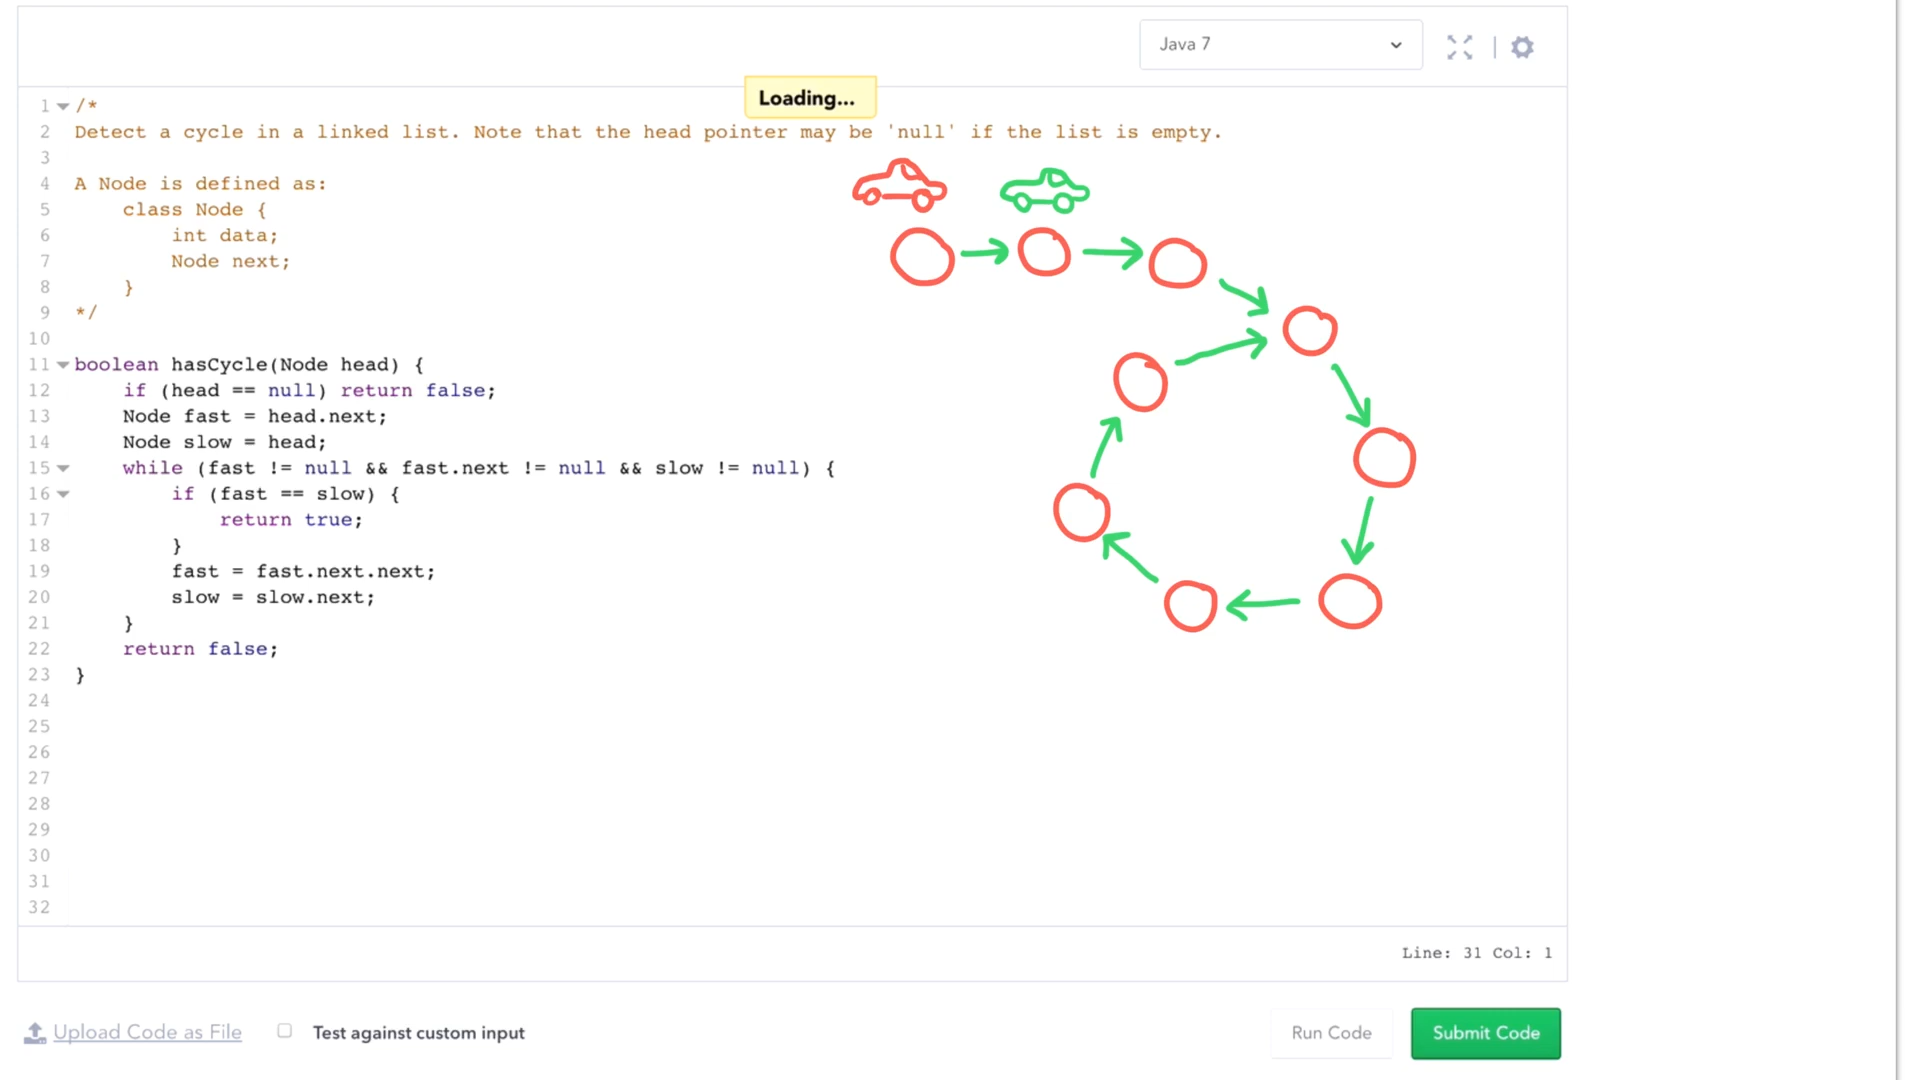 Java 7
Loading...
1 /*
2 Detect a cycle in a linked list. Note that the head pointer may be 'null' if the list is empty.
3
4 A Node is defined as:
5     class Node {
6         int data;
7         Node next;
8     }
9 */
10
11 boolean hasCycle(Node head) {
12     if (head == null) return false;
13     Node fast = head.next;
14     Node slow = head;
15     while (fast != null && fast.next != null && slow != null) {
16         if (fast == slow) {
17             return true;
18         }
19         fast = fast.next.next;
20         slow = slow.next;
21     }
22     return false;
23 }
24
25
26
27
28
29
30
31
32
Line: 31 Col: 1
Upload Code as File
Test against custom input
Run Code
Submit Code